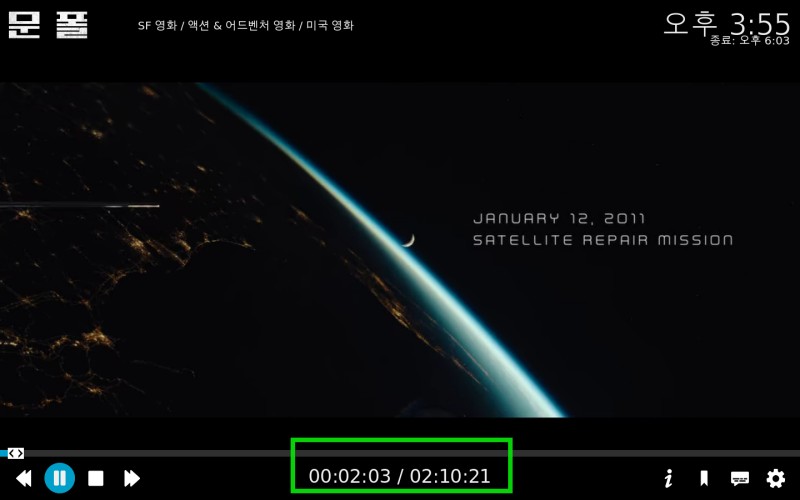 문 폴
SF 영화 / 액션 & 어드벤처 영화 / 미국 영화
오후 3:55
종료: 오후 6:03
JANUARY 12, 2011
SATELLITE REPAIR MISSION
00:02:03 / 02:10:21